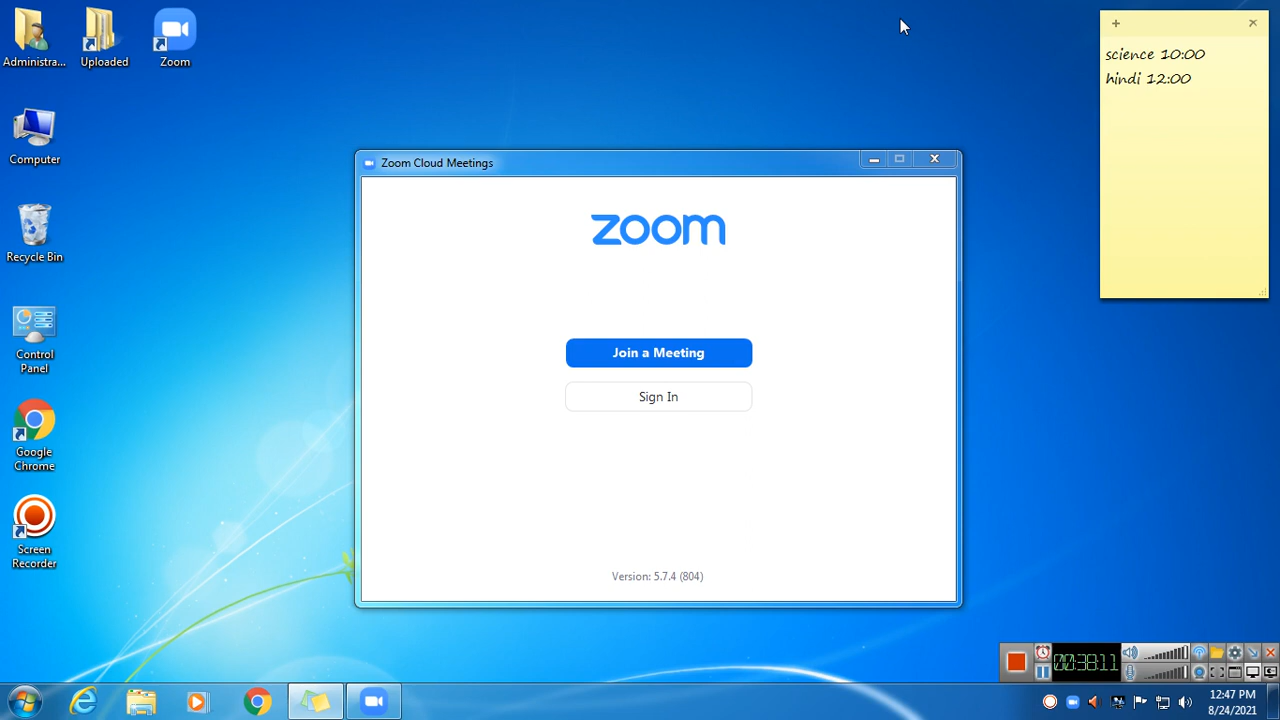 Administra...
Uploaded
Zoom
Computer
Recycle Bin
Control
Panel
Google
Chrome
Screen
Recorder
Zoom Cloud Meetings
zoom
Join a Meeting
Sign In
Version: 5.7.4 (804)
science 10:00
hindi 12:00
00:38:11
12:47 PM
8/24/2021